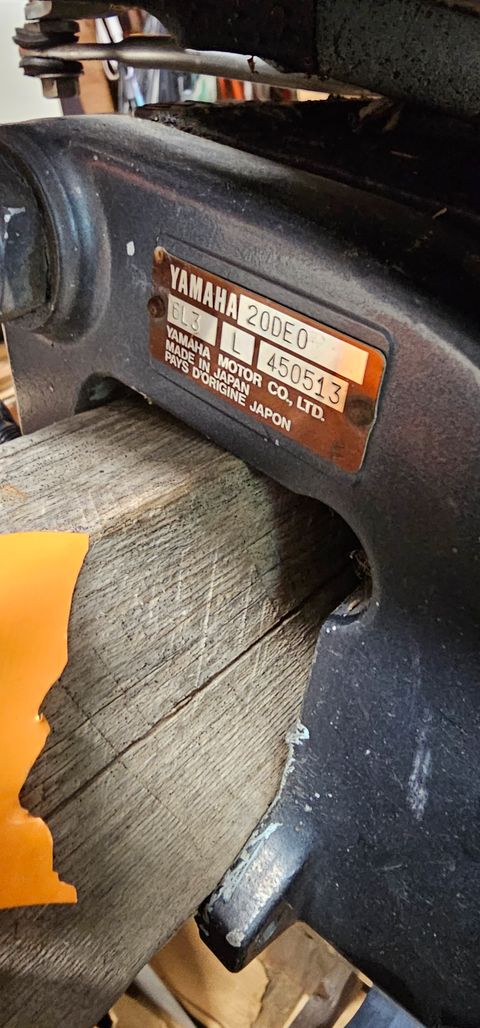 YAMAHA 20DEO
6L3 L 450513
YAMAHA MOTOR CO., LTD.
MADE IN JAPAN
PAYS D'ORIGINE JAPON